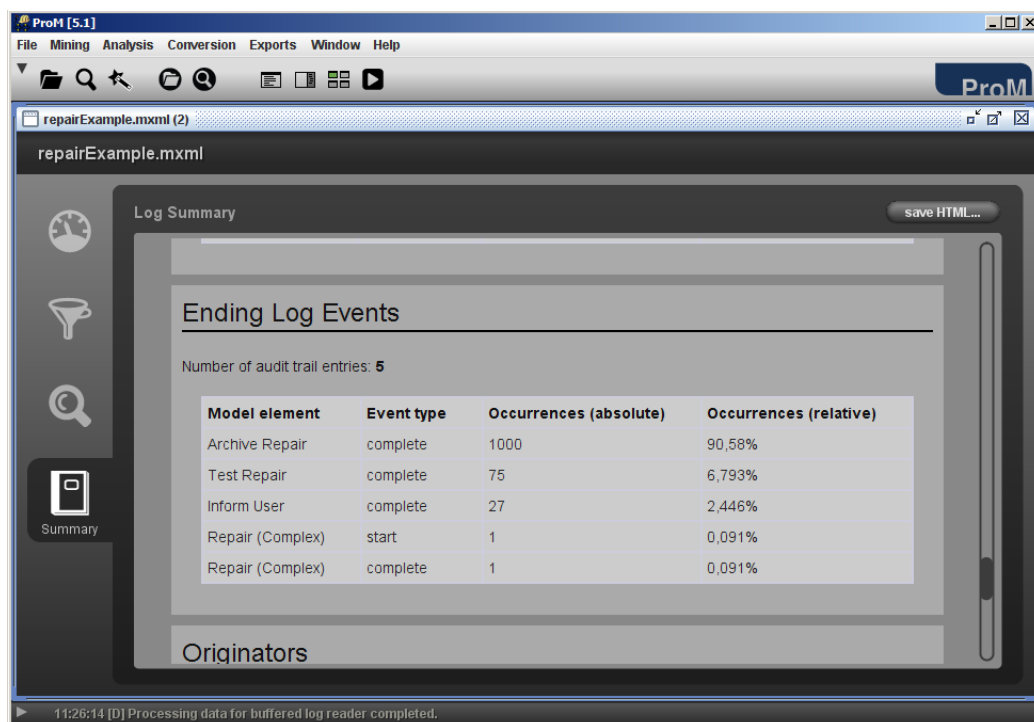 ProM [5.1]
File Mining Analysis Conversion Exports Window Help
ProM
repairExample.mxml (2)
repairExample.mxml
Log Summary
save HTML...
Ending Log Events
Number of audit trail entries: 5
Model element Event type Occurrences (absolute) Occurrences (relative)
Archive Repair complete 1000 90,58%
Test Repair complete 75 6,793%
Inform User complete 27 2,446%
Repair (Complex) start 1 0,091%
Repair (Complex) complete 1 0,091%
Summary
Originators
11:26:14 [D] Processing data for buffered log reader completed.